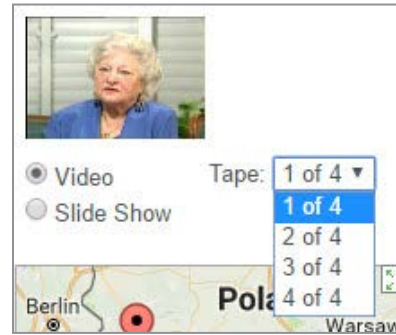 Video
Tape: 1 of 4
Slide Show
1 of 4
2 of 4
3 of 4
4 of 4
Berlin
Pola
Warsaw